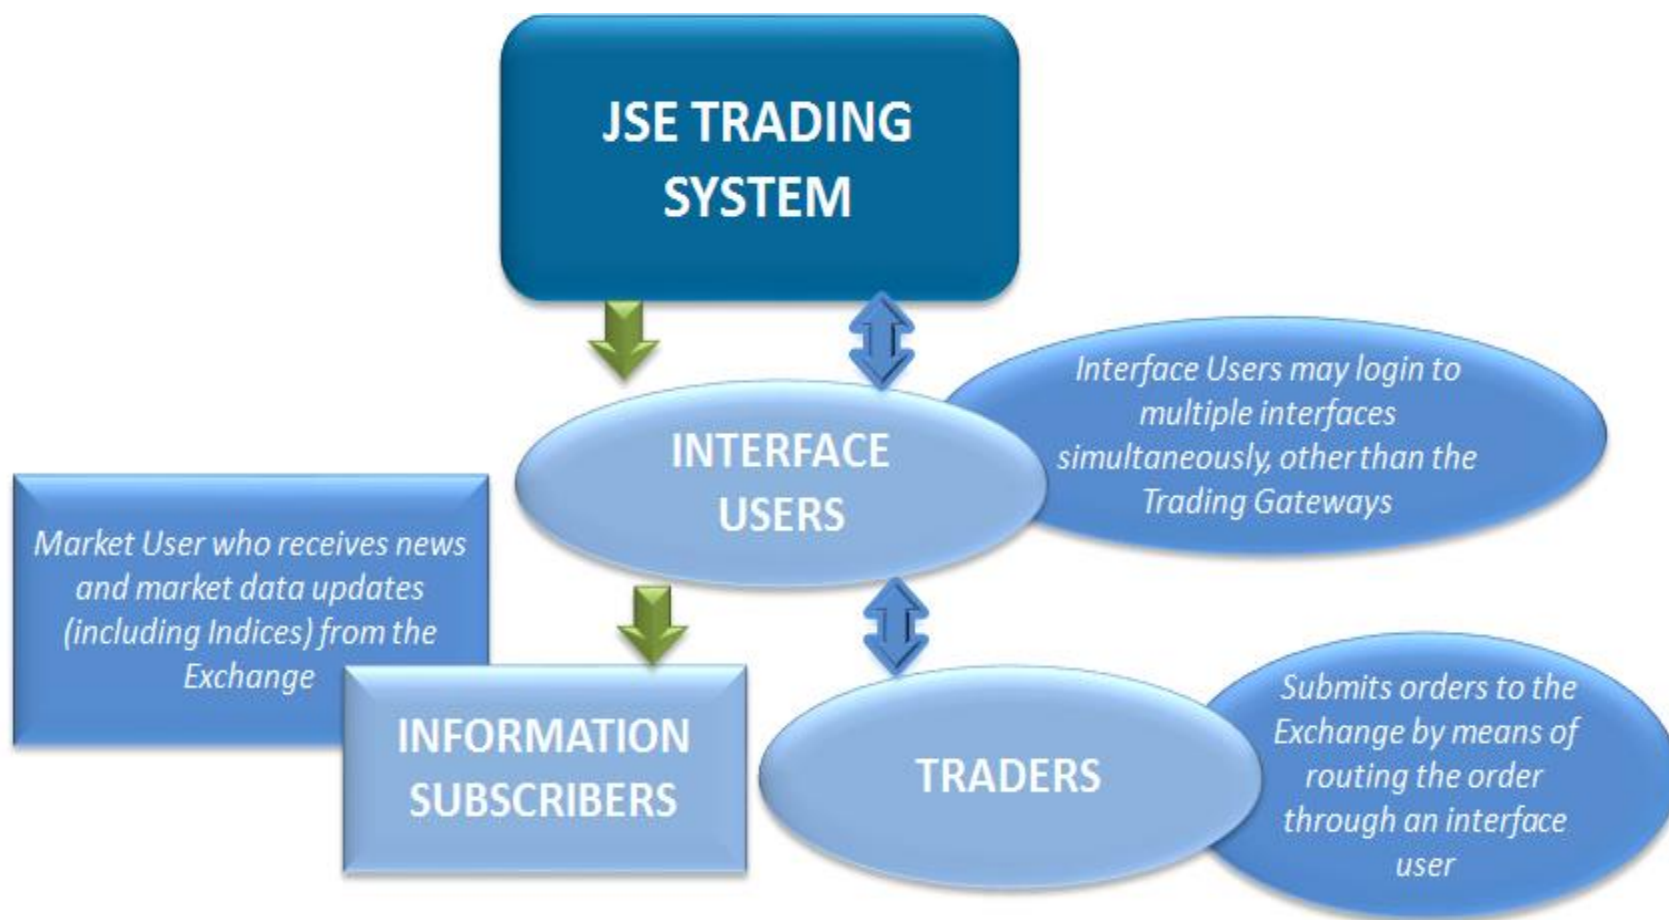 JSE TRADING
SYSTEM
Interface Users may login to
multiple interfaces
simultaneously, other than the
Trading Gateways
INTERFACE
USERS
Market User who receives news
and market data updates
(including Indices) from the
Exchange
INFORMATION
SUBSCRIBERS
TRADERS
Submits orders to the
Exchange by means of
routing the order
through an interface
user